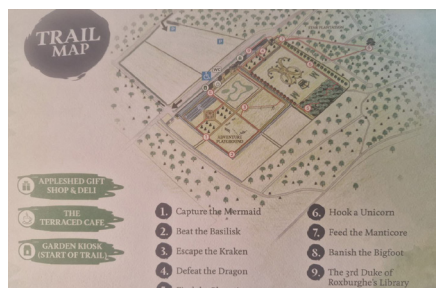 TRAIL
MAP
P
P
ADVENTURE
PLAYGROUND
APPLESHED GIFT
SHOP & DELI
THE
TERRACED CAFE
GARDEN KIOSK
(START OF TRAIL)
1. Capture the Mermaid
2. Beat the Basilisk
3. Escape the Kraken
4. Defeat the Dragon
6. Hook a Unicorn
7. Feed the Manticore
8. Banish the Bigfoot
9. The 3rd Duke of
Roxburghe's Library